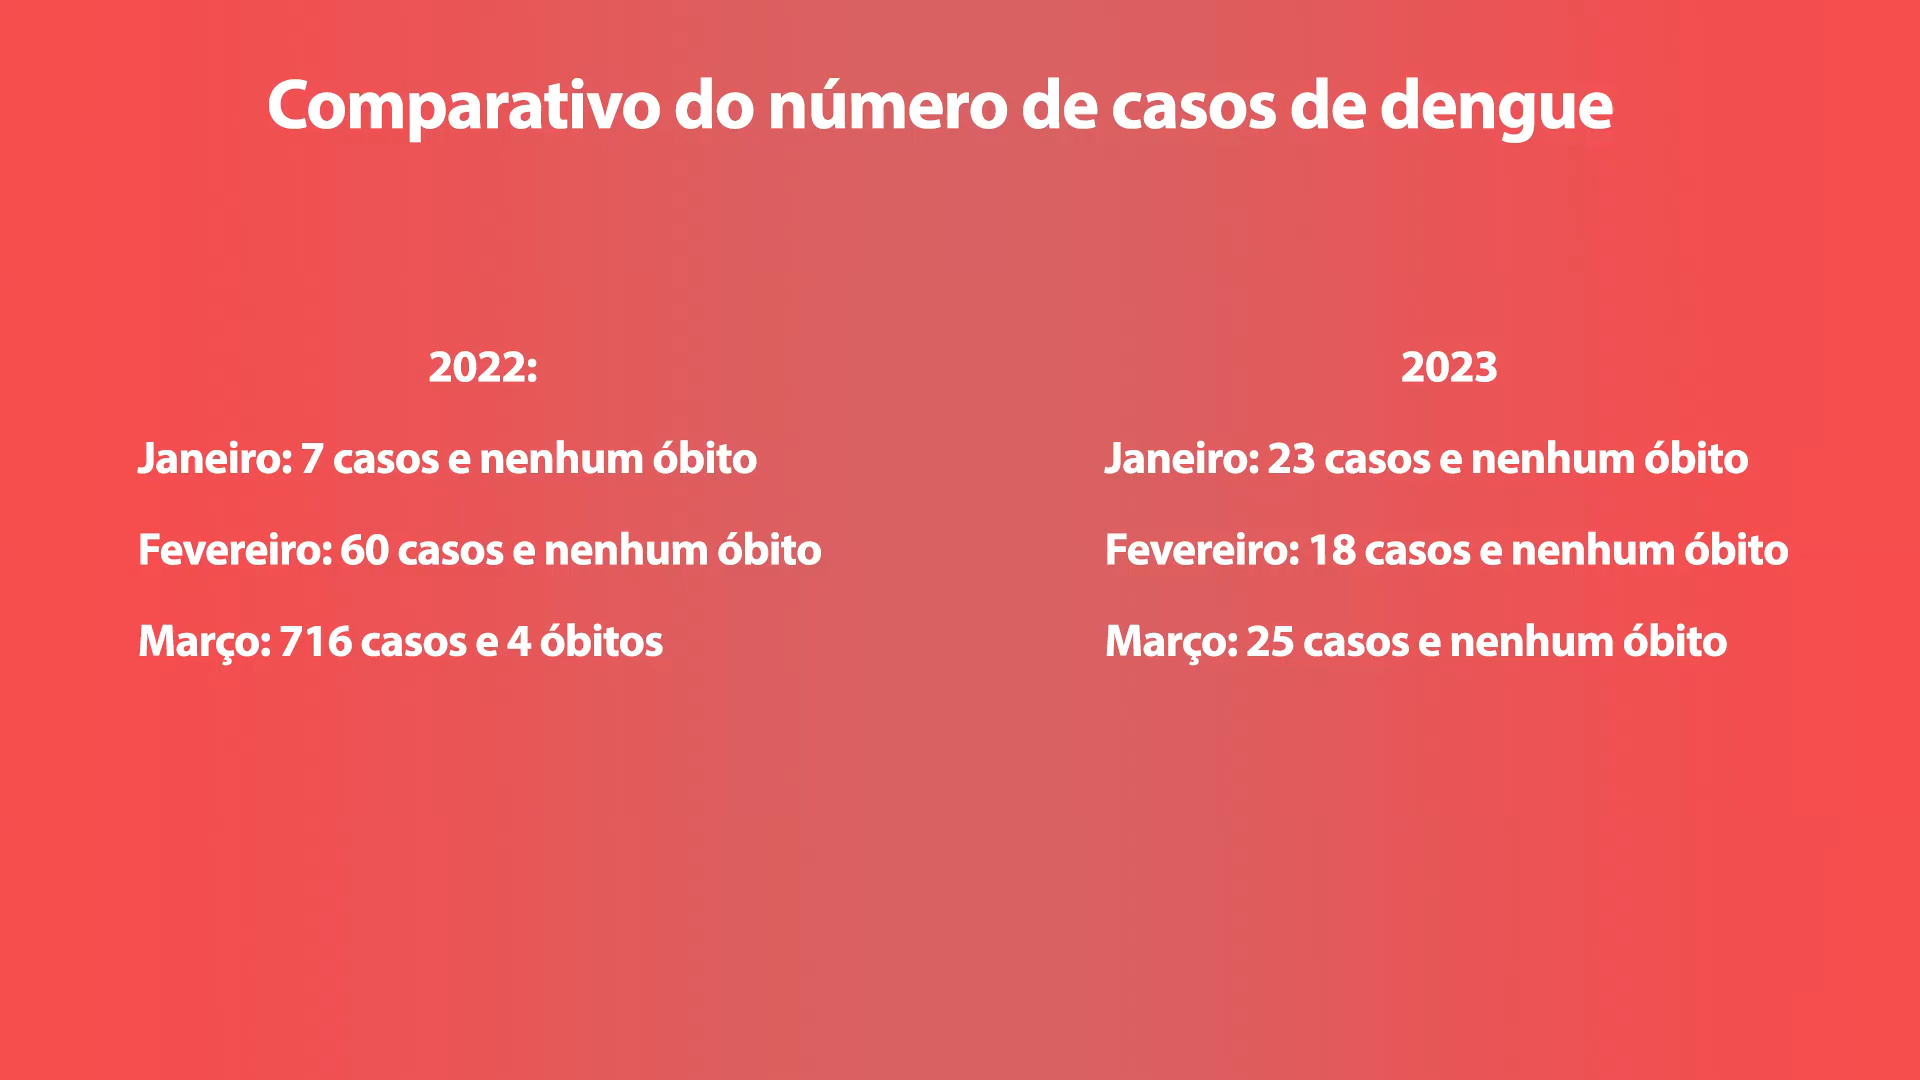 Comparativo do número de casos de dengue
2022:
Janeiro: 7 casos e nenhum óbito
Fevereiro: 60 casos e nenhum óbito
Março: 716 casos e 4 óbitos
2023
Janeiro: 23 casos e nenhum óbito
Fevereiro: 18 casos e nenhum óbito
Março: 25 casos e nenhum óbito